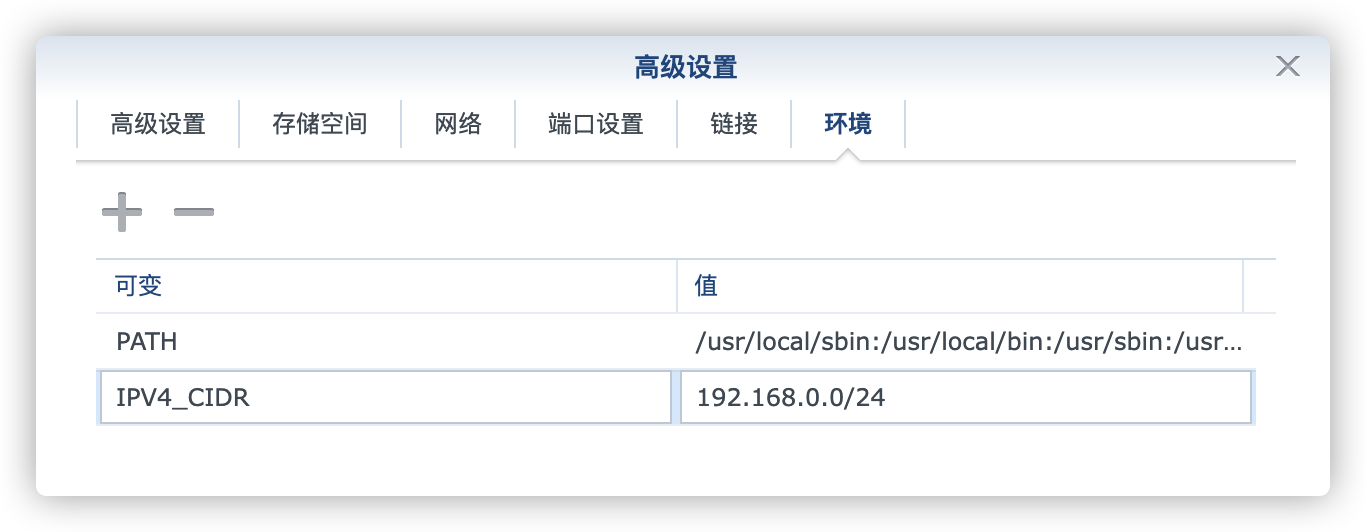 高级设置
高级设置 存储空间 网络 端口设置 链接 环境
可变 值
PATH /usr/local/sbin:/usr/local/bin:/usr/sbin:/usr...
IPV4_CIDR 192.168.0.0/24